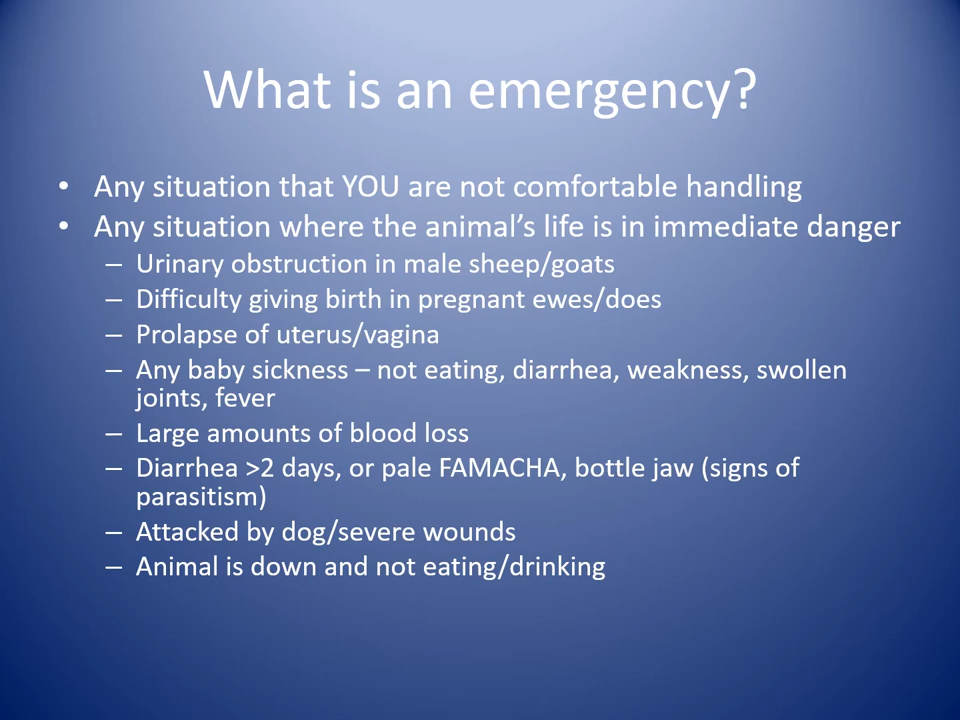 What is an emergency?
• Any situation that YOU are not comfortable handling
• Any situation where the animal’s life is in immediate danger
– Urinary obstruction in male sheep/goats
– Difficulty giving birth in pregnant ewes/does
– Prolapse of uterus/vagina
– Any baby sickness – not eating, diarrhea, weakness, swollen
joints, fever
– Large amounts of blood loss
– Diarrhea >2 days, or pale FAMACHA, bottle jaw (signs of
parasitism)
– Attacked by dog/severe wounds
– Animal is down and not eating/drinking